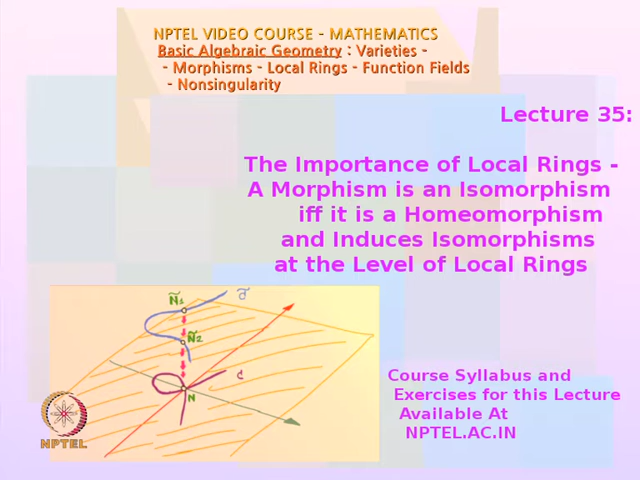 NPTEL VIDEO COURSE - MATHEMATICS
Basic Algebraic Geometry : Varieties -
- Morphisms - Local Rings - Function Fields
- Nonsingularity
Lecture 35:
The Importance of Local Rings -
A Morphism is an Isomorphism
iff it is a Homeomorphism
and Induces Isomorphisms
at the Level of Local Rings
Ñ1
Ñ2
N
NPTEL
Course Syllabus and
Exercises for this Lecture
Available At
NPTEL.AC.IN